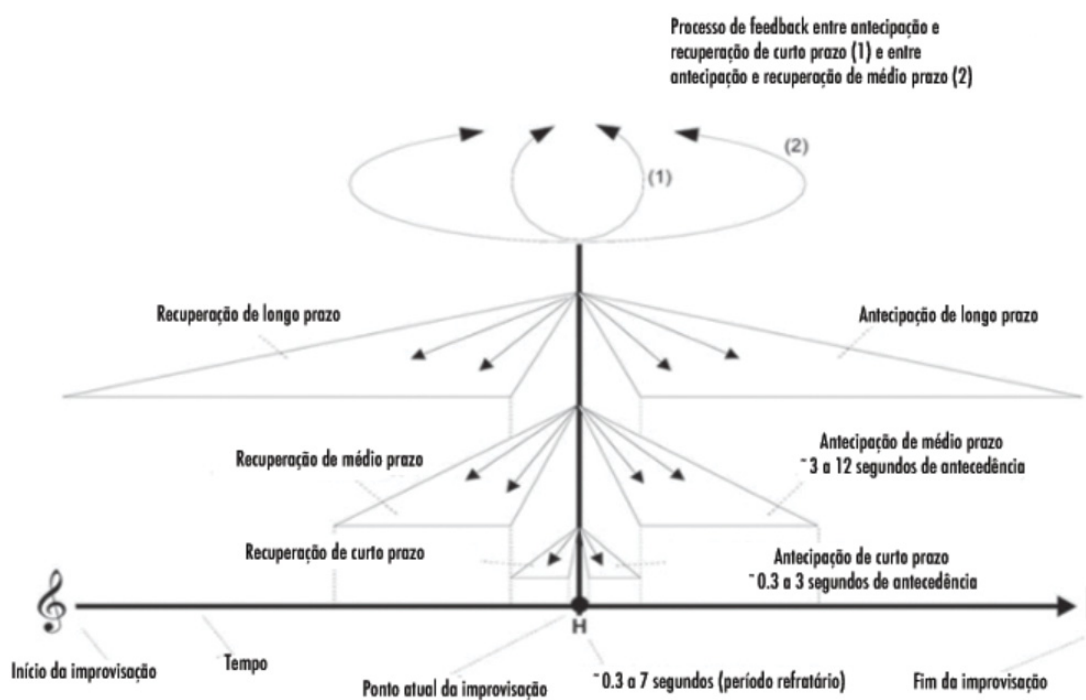 Processo de feedback entre antecipação e
recuperação de curto prazo (1) e entre
antecipação e recuperação de médio prazo (2)
(2)
(1)
Recuperação de longo prazo
Antecipação de longo prazo
Recuperação de médio prazo
Antecipação de médio prazo
~3 a 12 segundos de antecedência
Recuperação de curto prazo
Antecipação de curto prazo
~0.3 a 3 segundos de antecedência
H
Início da improvisação
Tempo
Ponto atual da improvisação
~0.3 a 7 segundos (período refratário)
Fim da improvisação